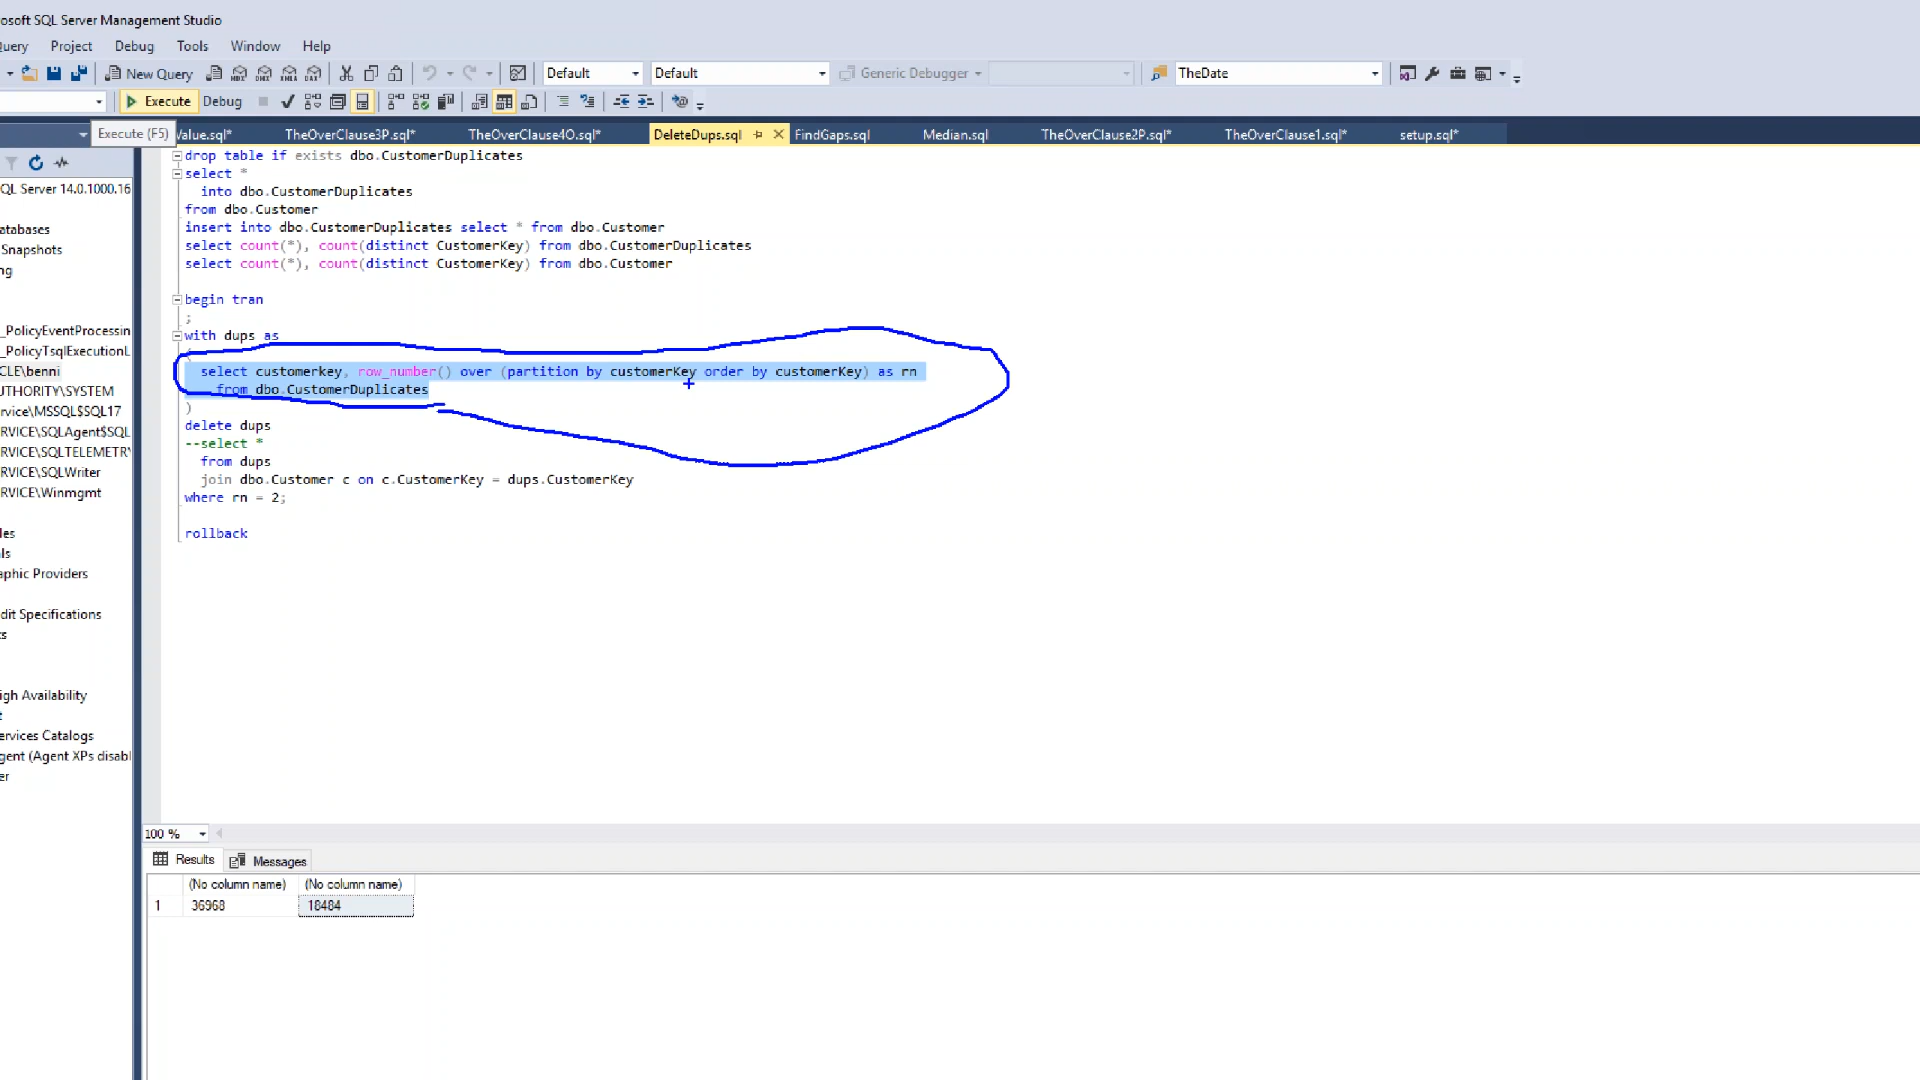 osoft SQL Server Management Studio
uery Project Debug Tools Window Help
New Query Default Default Generic Debugger TheDate
Execute Debug
Execute (F5)
Value.sql* TheOverClause3P.sql* TheOverClause4O.sql* DeleteDups.sql FindGaps.sql Median.sql TheOverClause2P.sql* TheOverClause1.sql* setup.sql*
QL Server 14.0.1000.16
atabases
Snapshots
ng
_PolicyEventProcessin
_PolicyTsqlExecutionL
CLE\benni
UTHORITY\SYSTEM
rvice\MSSQL$SQL17
RVICE\SQLAgent$SQL
RVICE\SQLTELEMETRY
RVICE\SQLWriter
RVICE\Winmgmt
les
ls
aphic Providers
dit Specifications
s
igh Availability
t
ervices Catalogs
gent (Agent XPs disabl
er
drop table if exists dbo.CustomerDuplicates
select *
into dbo.CustomerDuplicates
from dbo.Customer
insert into dbo.CustomerDuplicates select * from dbo.Customer
select count(*), count(distinct CustomerKey) from dbo.CustomerDuplicates
select count(*), count(distinct CustomerKey) from dbo.Customer
begin tran
;
with dups as
(
select customerkey, row_number() over (partition by customerKey order by customerKey) as rn
from dbo.CustomerDuplicates
)
delete dups
--select *
from dups
join dbo.Customer c on c.CustomerKey = dups.CustomerKey
where rn = 2;
rollback
100 %
Results Messages
(No column name) (No column name)
1 36968 18484